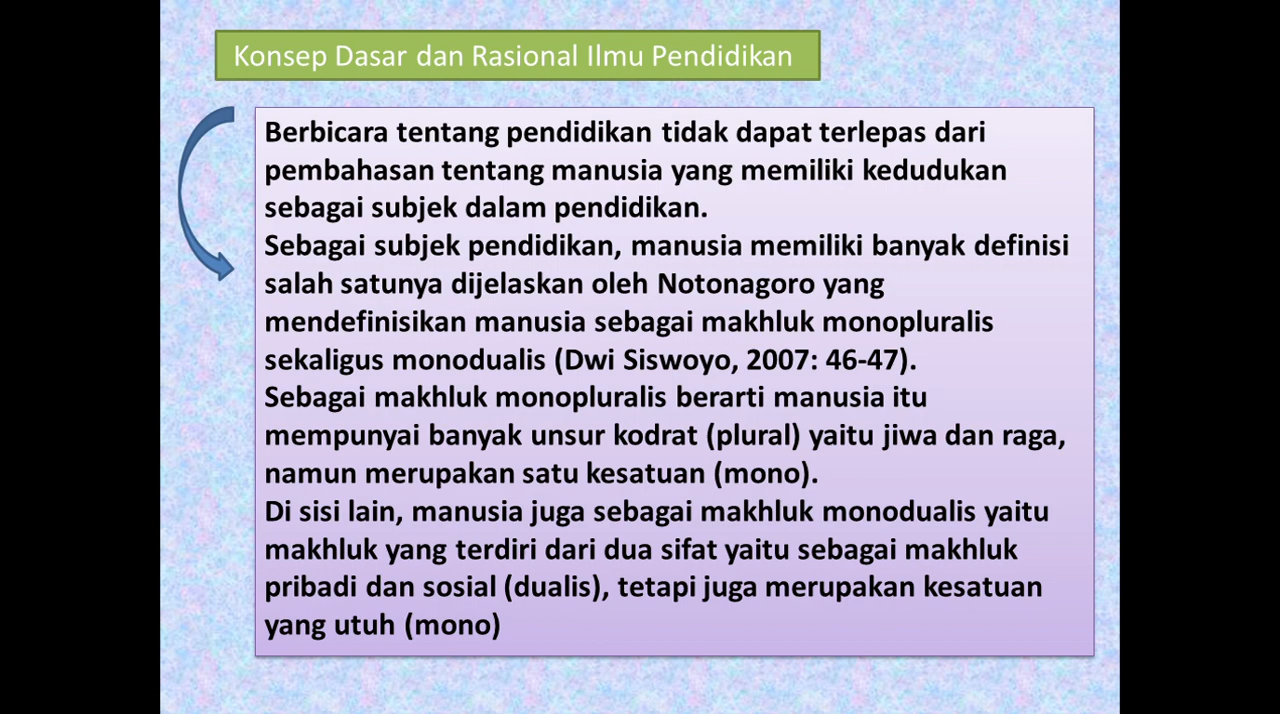 Konsep Dasar dan Rasional Ilmu Pendidikan
Berbicara tentang pendidikan tidak dapat terlepas dari
pembahasan tentang manusia yang memiliki kedudukan
sebagai subjek dalam pendidikan.
Sebagai subjek pendidikan, manusia memiliki banyak definisi
salah satunya dijelaskan oleh Notonagoro yang
mendefinisikan manusia sebagai makhluk monopluralis
sekaligus monodualis (Dwi Siswoyo, 2007: 46-47).
Sebagai makhluk monopluralis berarti manusia itu
mempunyai banyak unsur kodrat (plural) yaitu jiwa dan raga,
namun merupakan satu kesatuan (mono).
Di sisi lain, manusia juga sebagai makhluk monodualis yaitu
makhluk yang terdiri dari dua sifat yaitu sebagai makhluk
pribadi dan sosial (dualis), tetapi juga merupakan kesatuan
yang utuh (mono)